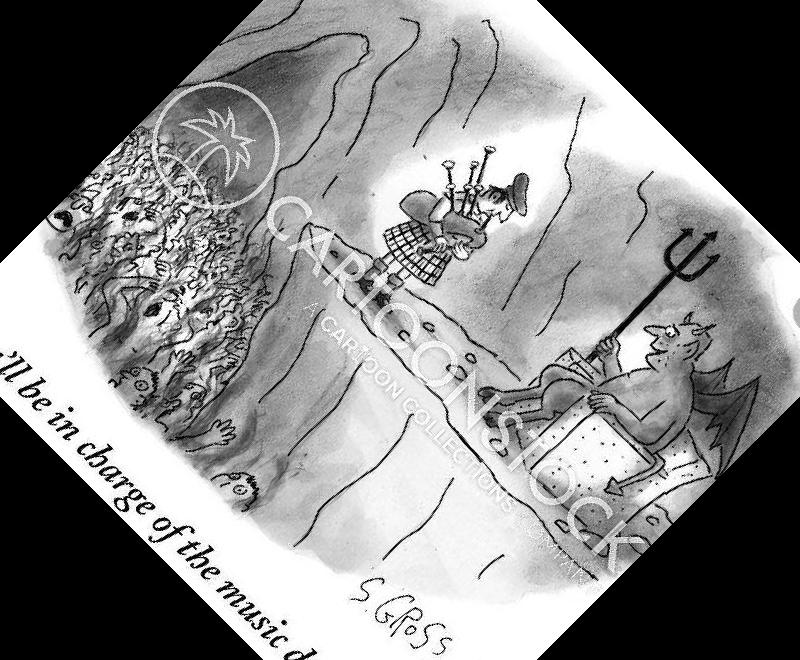 CARTOONSTOCK
A CARTOON COLLECTIONS COMPANY
S. GROSS
'll be in charge of the music d